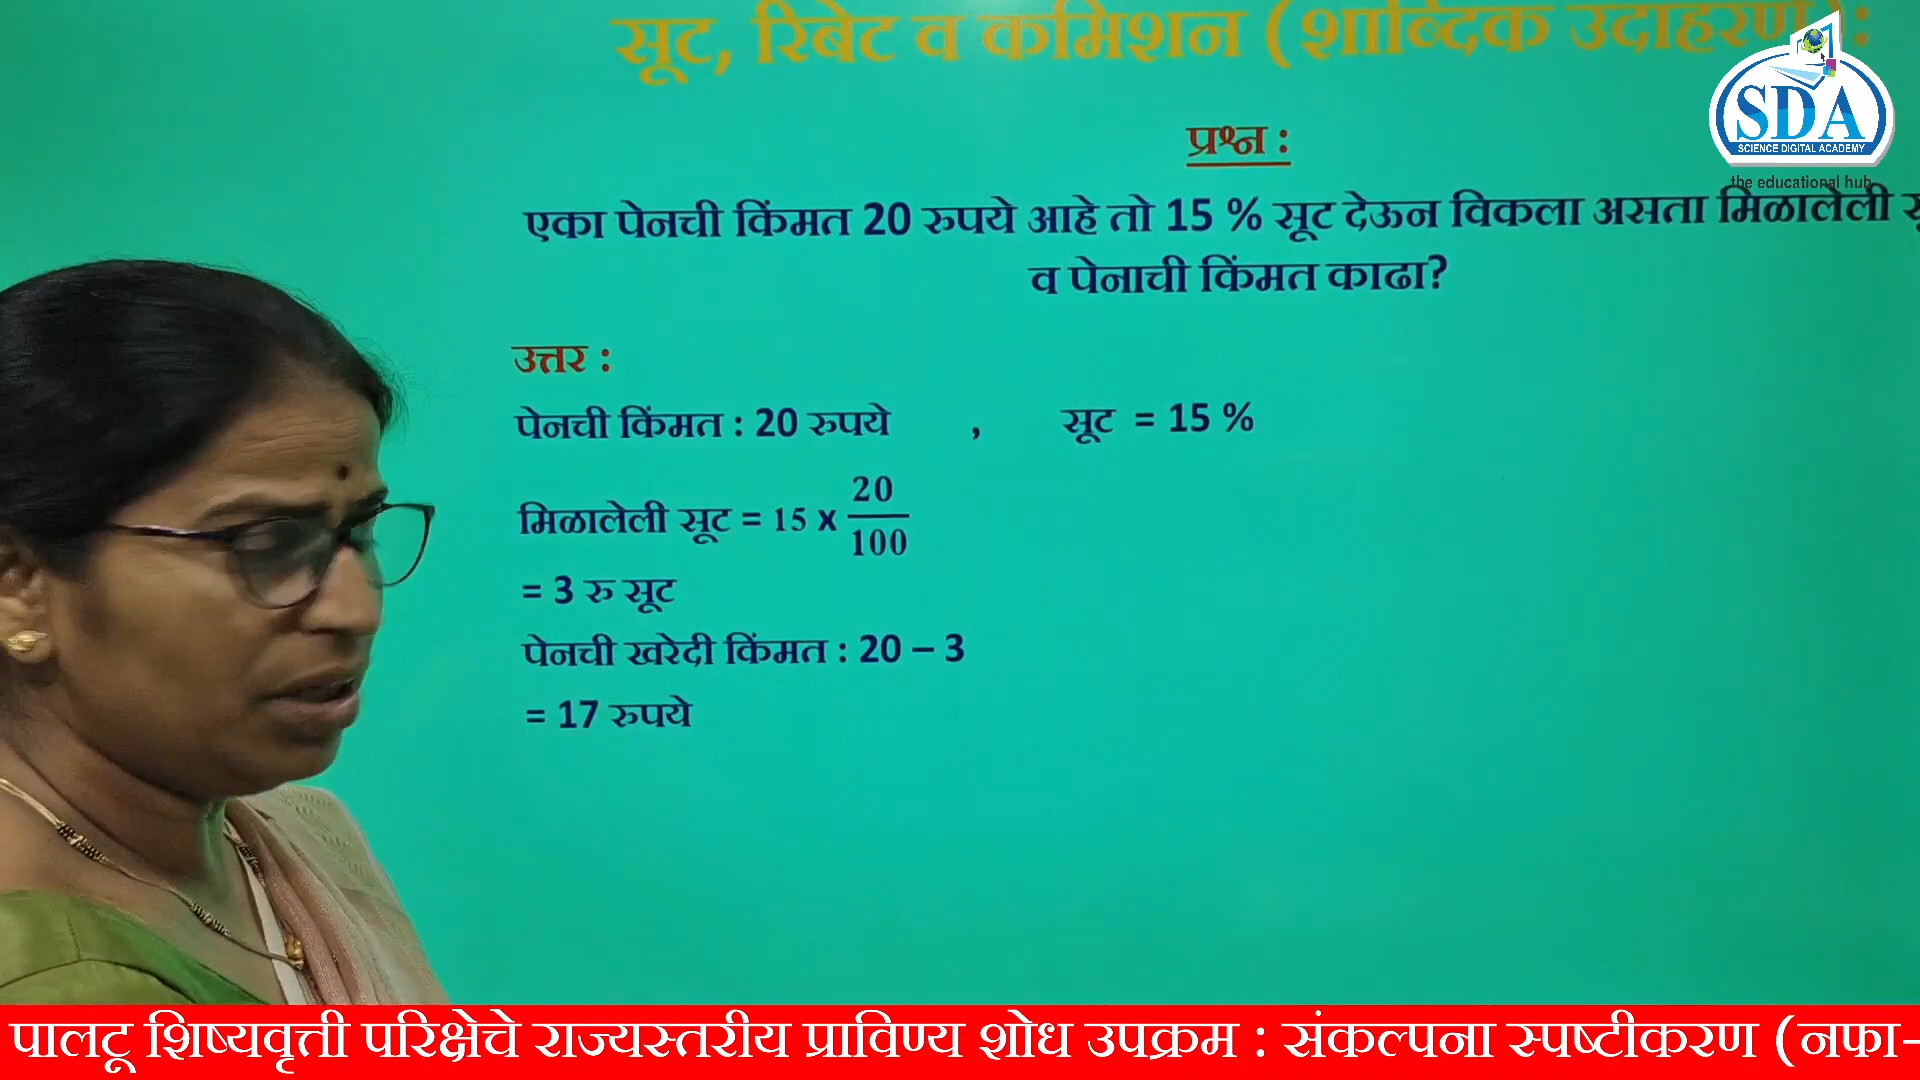 सूट, रिबेट व कमिशन (शाब्दिक उदाहरण) :
SDA
SCIENCE DIGITAL ACADEMY
the educational hub
प्रश्न :
एका पेनची किंमत 20 रुपये आहे तो 15 % सूट देऊन विकला असता मिळालेली
व पेनाची किंमत काढा?
उत्तर :
पेनची किंमत : 20 रुपये , सूट = 15 %
मिळालेली सूट = 15 x 20/100
= 3 रु सूट
पेनची खरेदी किंमत : 20 – 3
= 17 रुपये
पालटू शिष्यवृत्ती परिक्षेचे राज्यस्तरीय प्राविण्य शोध उपक्रम : संकल्पना स्पष्टीकरण (नफा-